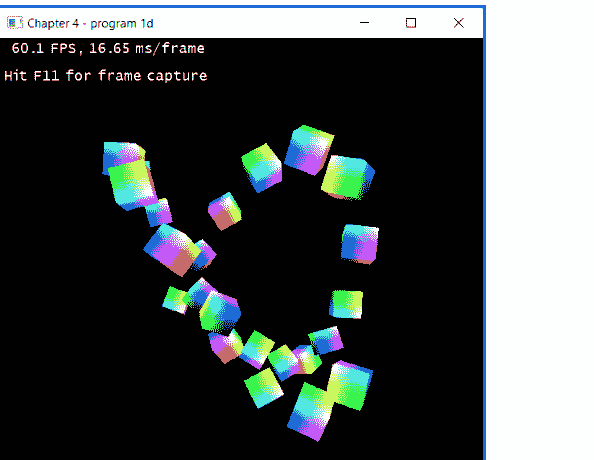 Chapter 4 - program 1d
60.1 FPS, 16.65 ms/frame
Hit F11 for frame capture